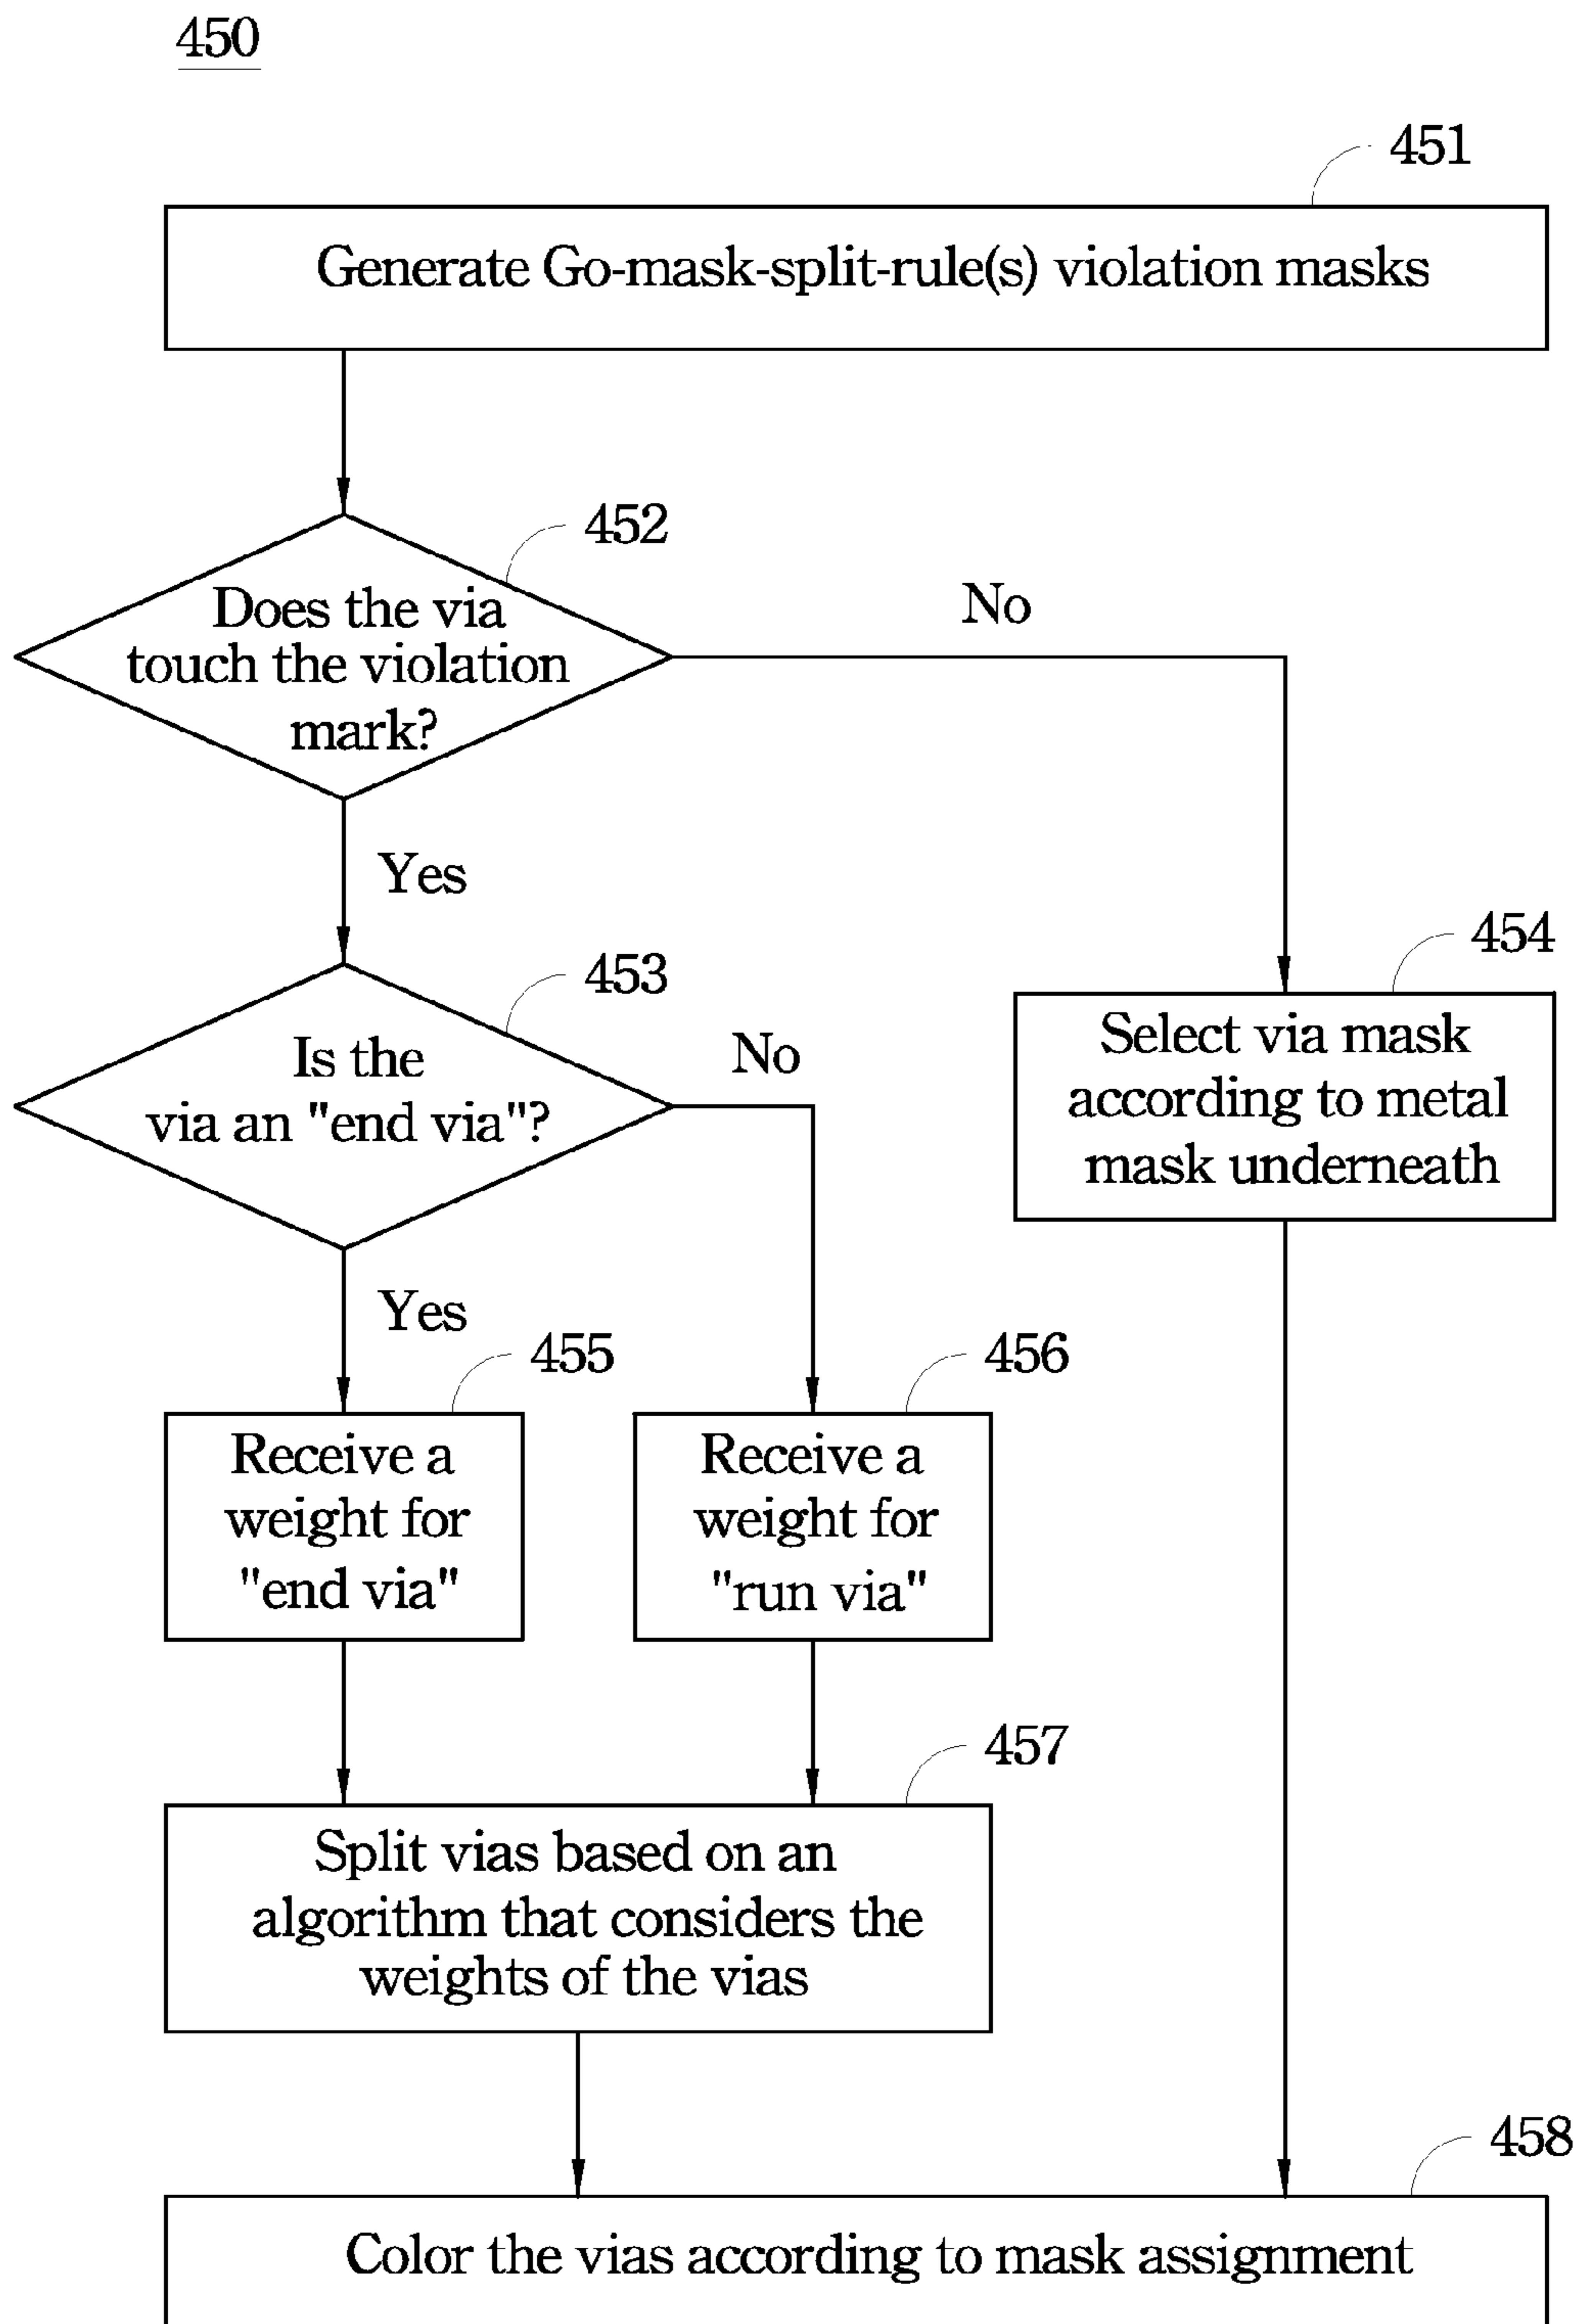 450
451
Generate Go-mask-split-rule(s) violation masks
452
Does the via
touch the violation
mark?
No
Yes
453
Is the
via an "end via"?
No
454
Select via mask
according to metal
mask underneath
Yes
455
Receive a
weight for
"end via"
456
Receive a
weight for
"run via"
457
Split vias based on an
algorithm that considers the
weights of the vias
458
Color the vias according to mask assignment